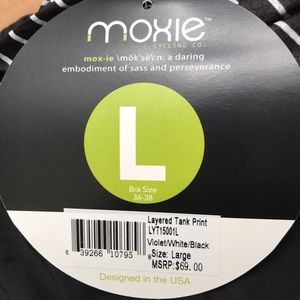 moxie
CYCLING CO.
mox·ie \mŏk'sē\ n: a daring
embodiment of sass and perseverance
L
Bra Size
36-38
Layered Tank Print
LYT15001L
Violet/White/Black
Size: Large
MSRP:$69.00
6 39266 10795 8
Designed in the USA